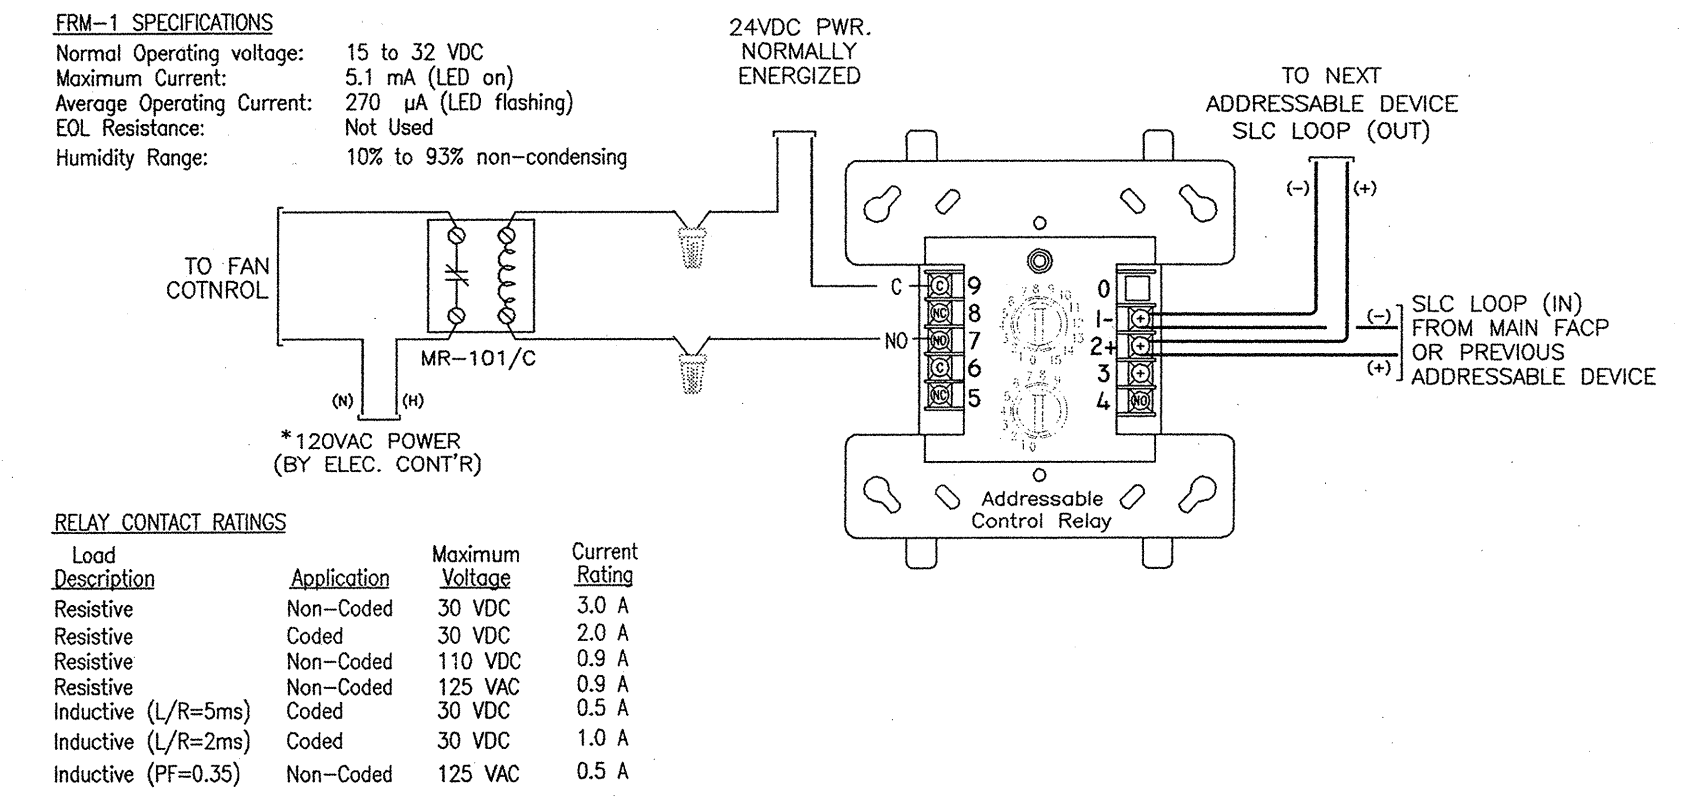 FRM-1 SPECIFICATIONS
Normal Operating voltage: 15 to 32 VDC
Maximum Current: 5.1 mA (LED on)
Average Operating Current: 270 µA (LED flashing)
EOL Resistance: Not Used
Humidity Range: 10% to 93% non-condensing
24VDC PWR.
NORMALLY
ENERGIZED
TO NEXT
ADDRESSABLE DEVICE
SLC LOOP (OUT)
(-) (+)
TO FAN
COTNROL
MR-101/C
(N) (H)
*120VAC POWER
(BY ELEC. CONT'R)
C C 9
NC 8
NO NO 7
C 6
NC 5
0
1- +
2+ +
3 +
4 NO
(-) SLC LOOP (IN)
FROM MAIN FACP
OR PREVIOUS
(+) ADDRESSABLE DEVICE
Addressable
Control Relay
RELAY CONTACT RATINGS
Load Maximum Current
Description Application Voltage Rating
Resistive Non-Coded 30 VDC 3.0 A
Resistive Coded 30 VDC 2.0 A
Resistive Non-Coded 110 VDC 0.9 A
Resistive Non-Coded 125 VAC 0.9 A
Inductive (L/R=5ms) Coded 30 VDC 0.5 A
Inductive (L/R=2ms) Coded 30 VDC 1.0 A
Inductive (PF=0.35) Non-Coded 125 VAC 0.5 A